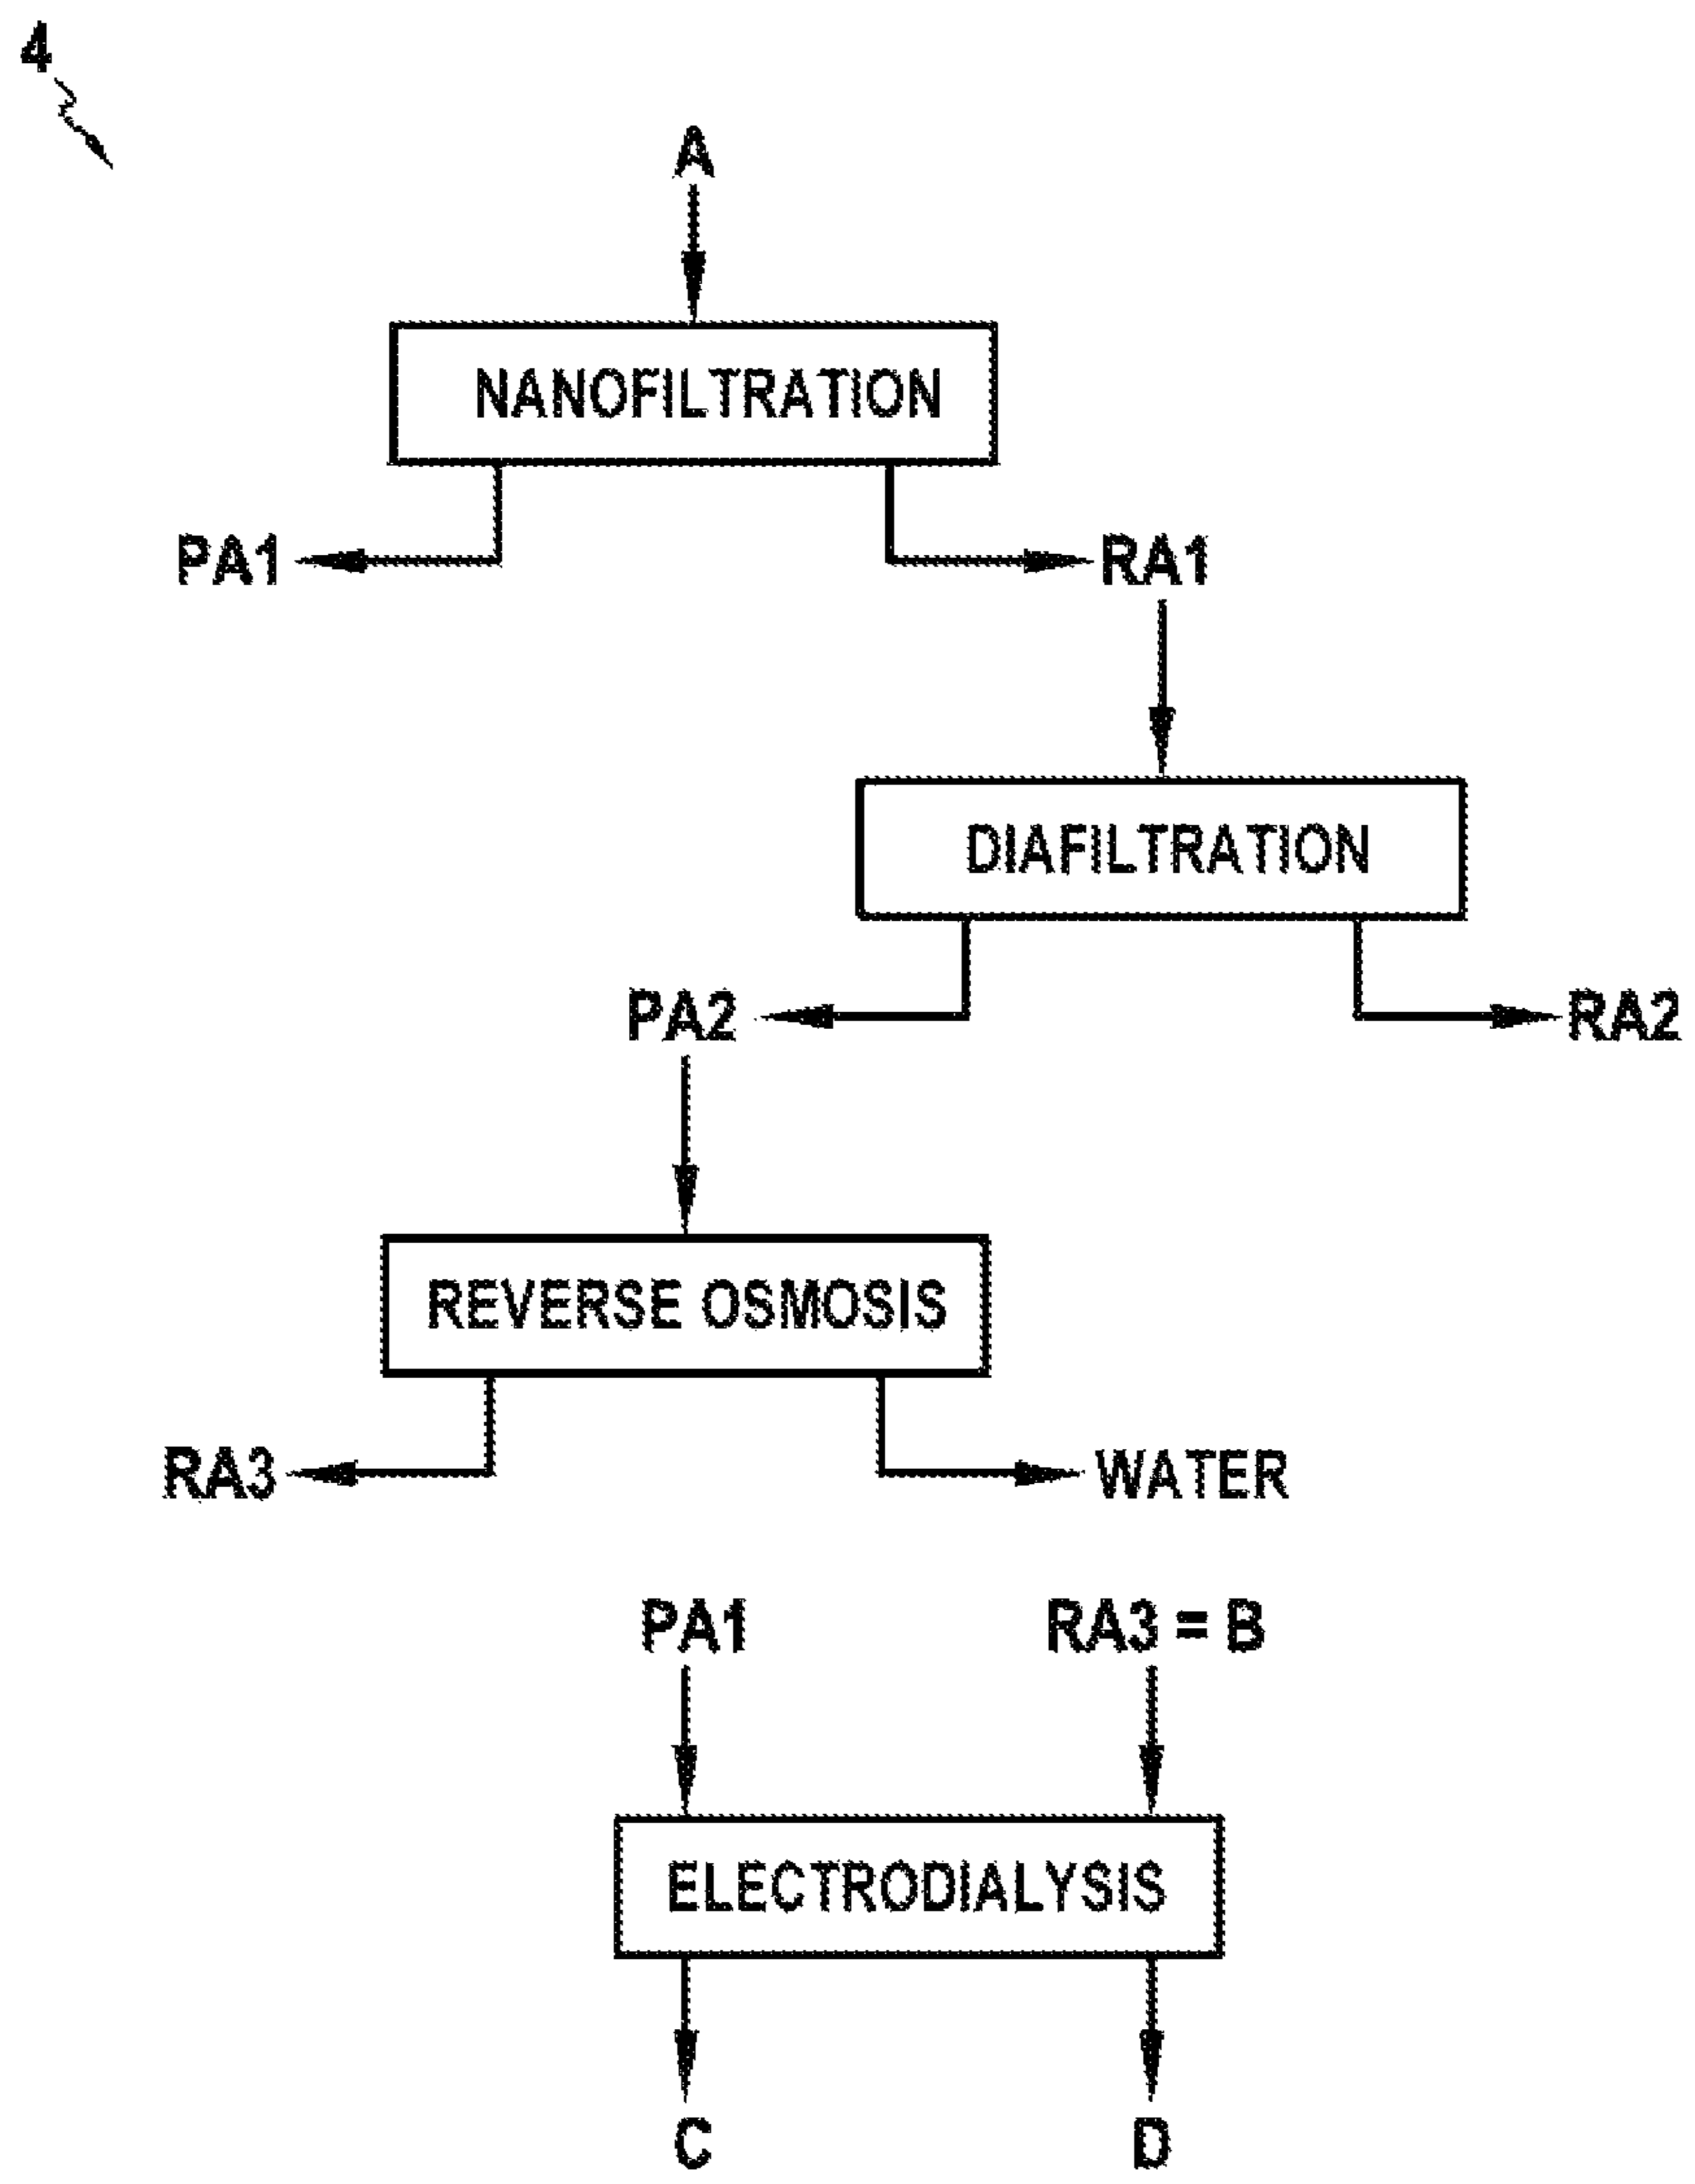 4
A
NANOFILTRATION
PA1 RA1
DIAFILTRATION
PA2 RA2
REVERSE OSMOSIS
RA3 WATER
PA1 RA3 = B
ELECTRODIALYSIS
C D